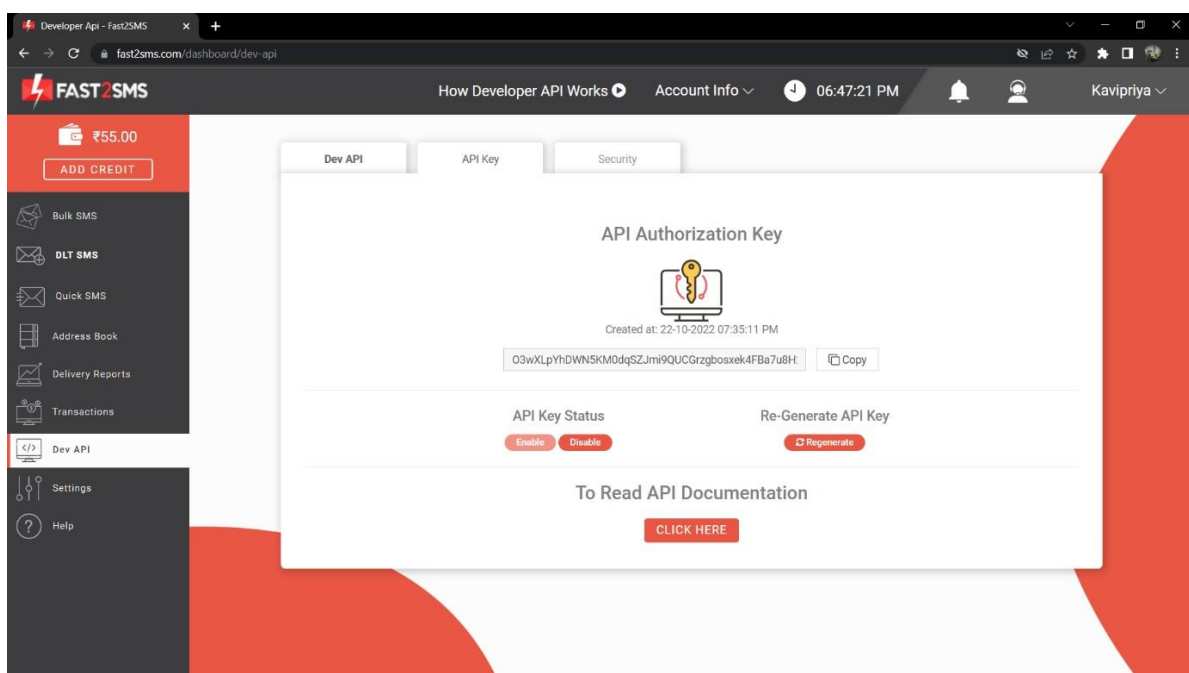 Developer Api - Fast2SMS
fast2sms.com/dashboard/dev-api
FAST2SMS
How Developer API Works
Account Info
06:47:21 PM
Kavipriya
₹55.00
ADD CREDIT
Bulk SMS
DLT SMS
Quick SMS
Address Book
Delivery Reports
Transactions
Dev API
Settings
Help
Dev API
API Key
Security
API Authorization Key
Created at: 22-10-2022 07:35:11 PM
O3wXLpYhDWN5KM0dqSZJmi9QUCGrzgbosxek4FBa7u8H
Copy
API Key Status
Re-Generate API Key
Enable
Disable
Regenerate
To Read API Documentation
CLICK HERE